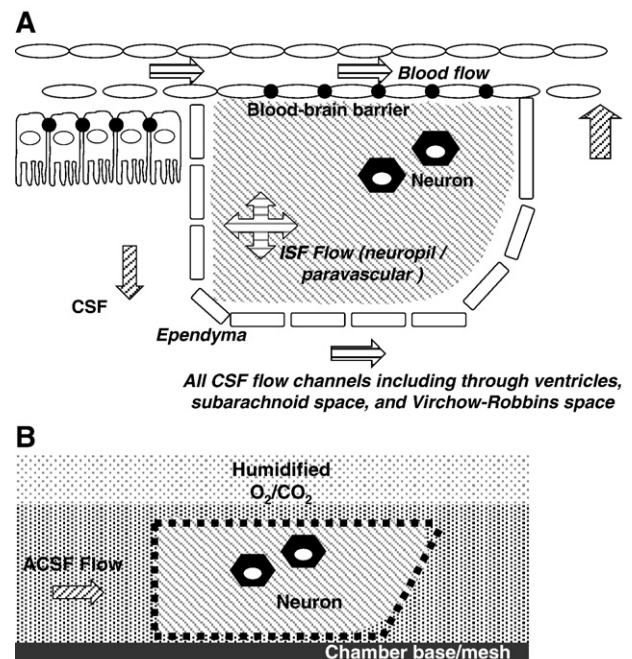 A
Blood flow
Blood-brain barrier
Neuron
ISF Flow (neuropil /
paravascular )
CSF
Ependyma
All CSF flow channels including through ventricles,
subarachnoid space, and Virchow-Robbins space
B
Humidified
O₂/CO₂
ACSF Flow
Neuron
Chamber base/mesh